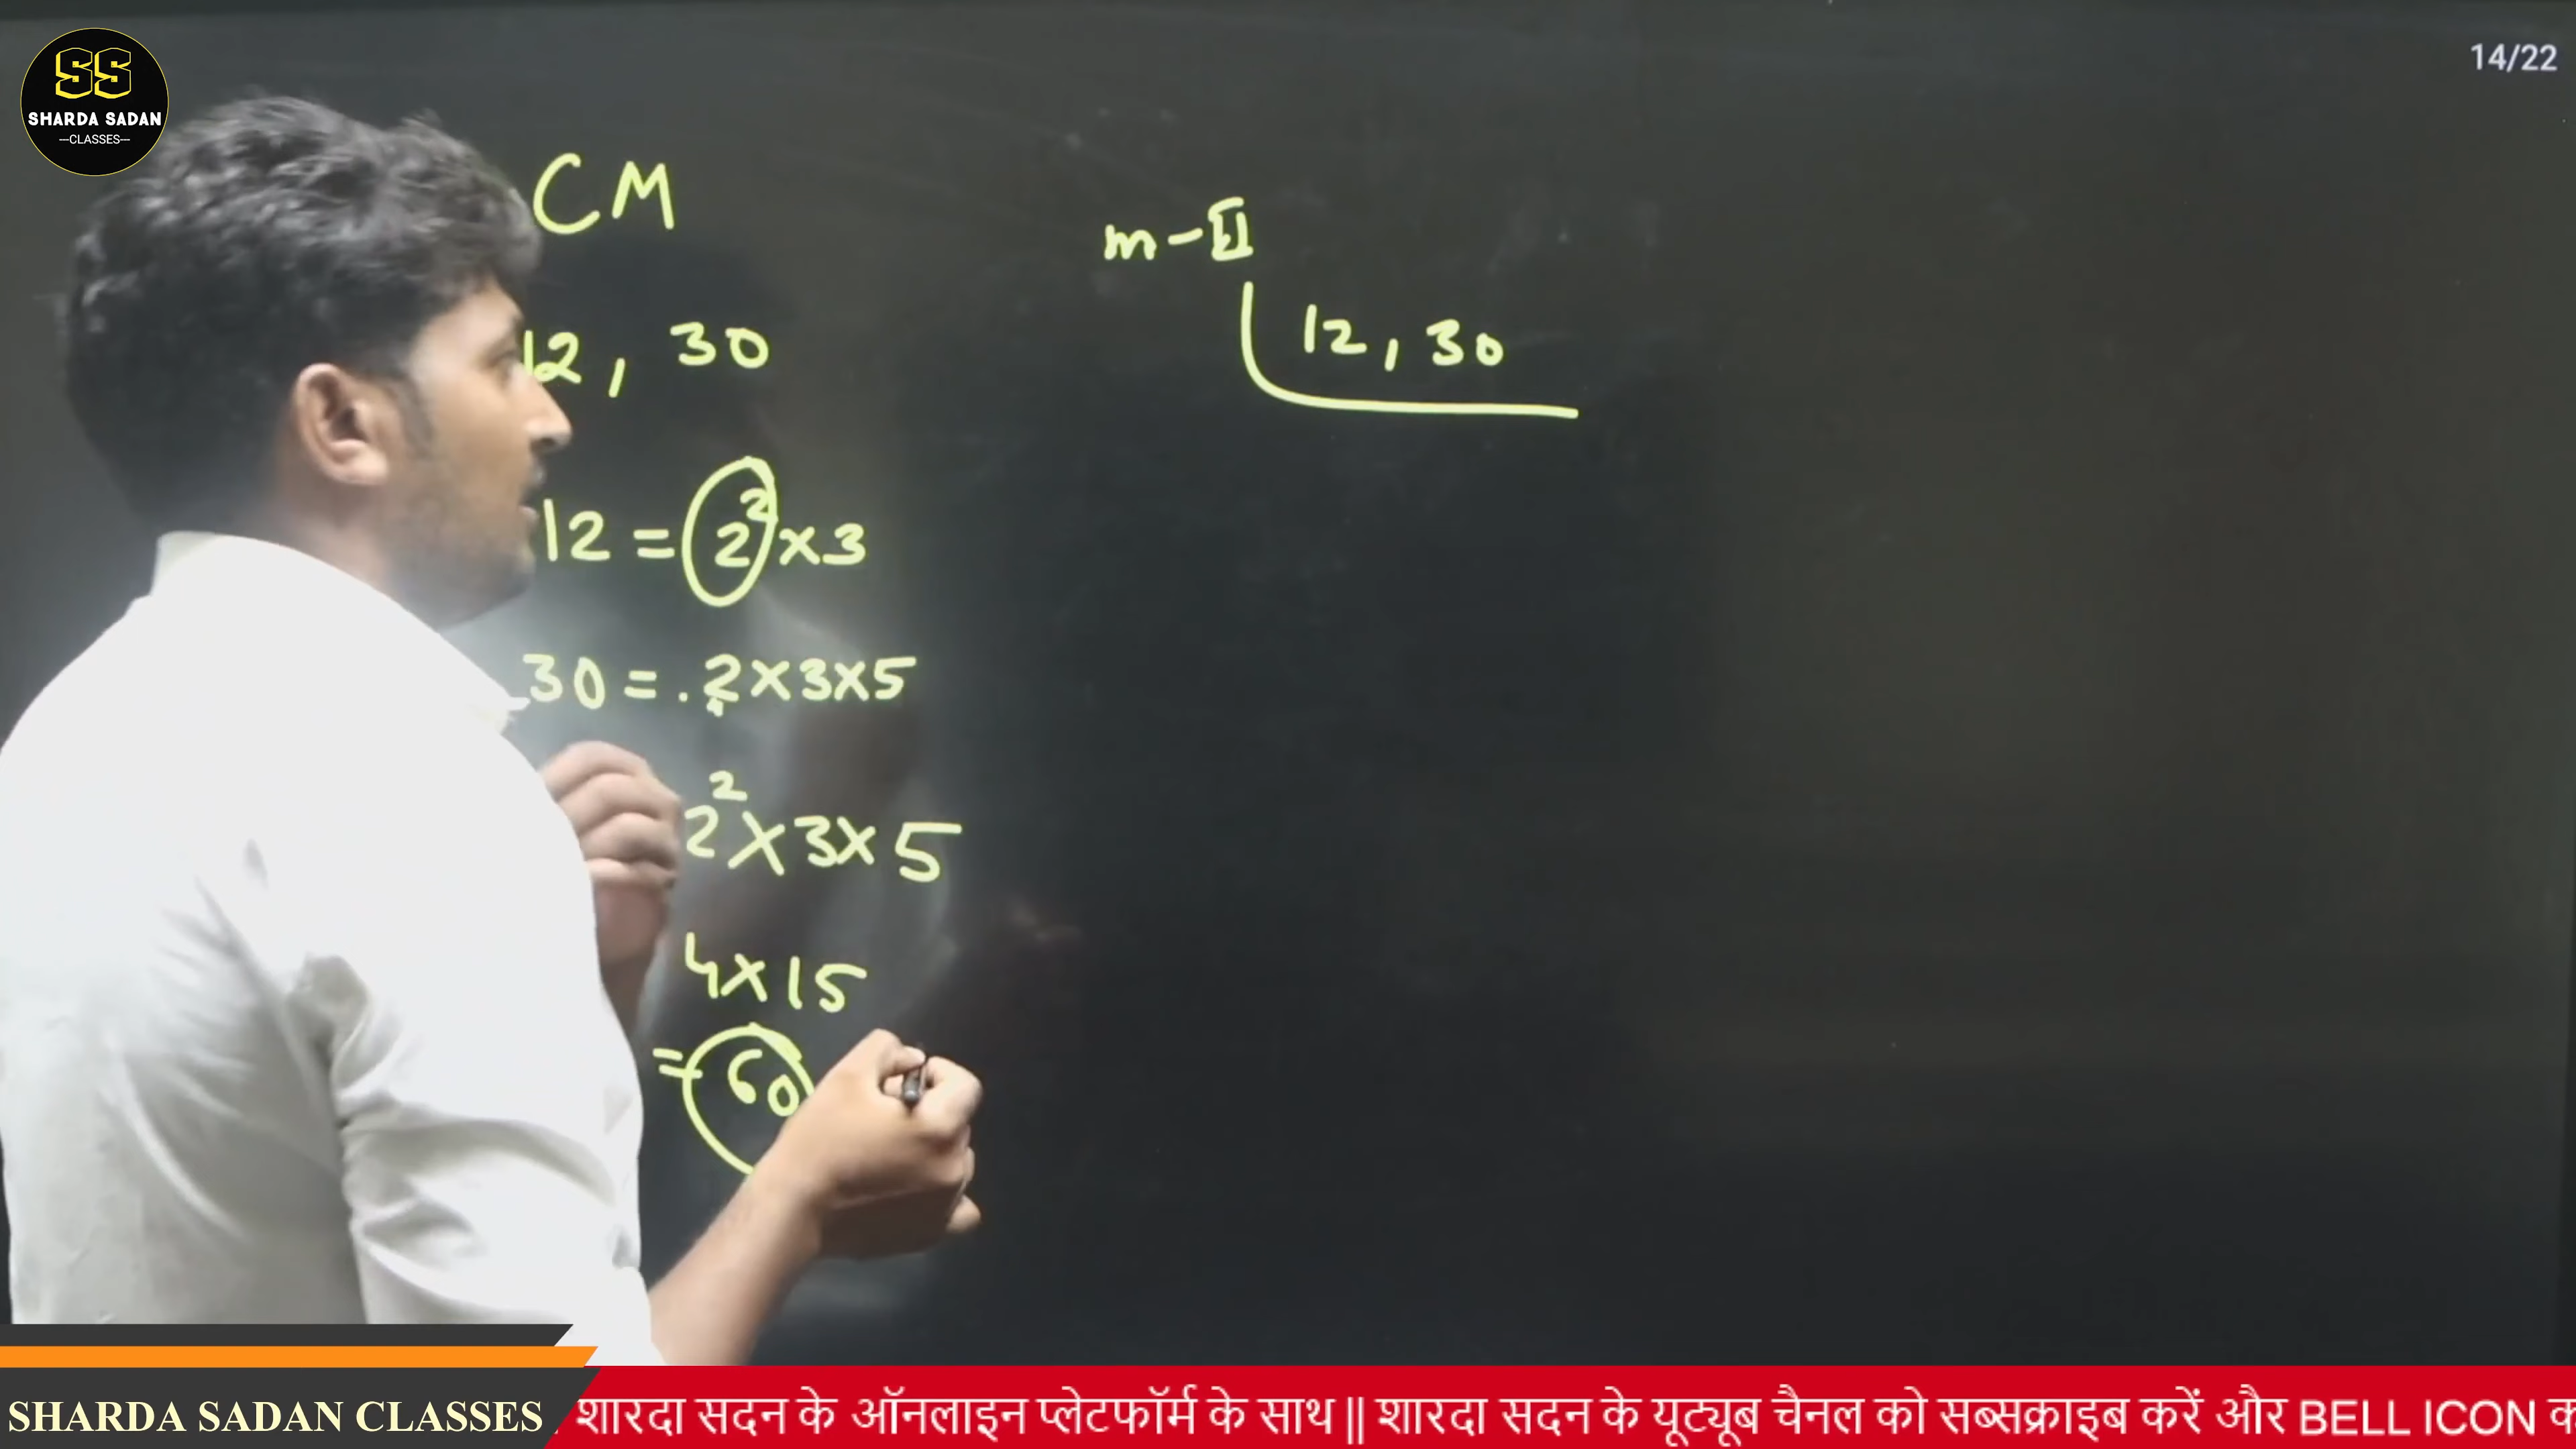 SS
SHARDA SADAN
—CLASSES—
14/22
CM
12, 30
12 = 2² × 3
30 = . 2 × 3 × 5
2² × 3 × 5
4 × 15
= 60
m - II
12, 30
SHARDA SADAN CLASSES
शारदा सदन के ऑनलाइन प्लेटफॉर्म के साथ || शारदा सदन के यूट्यूब चैनल को सब्सक्राइब करें और BELL ICON